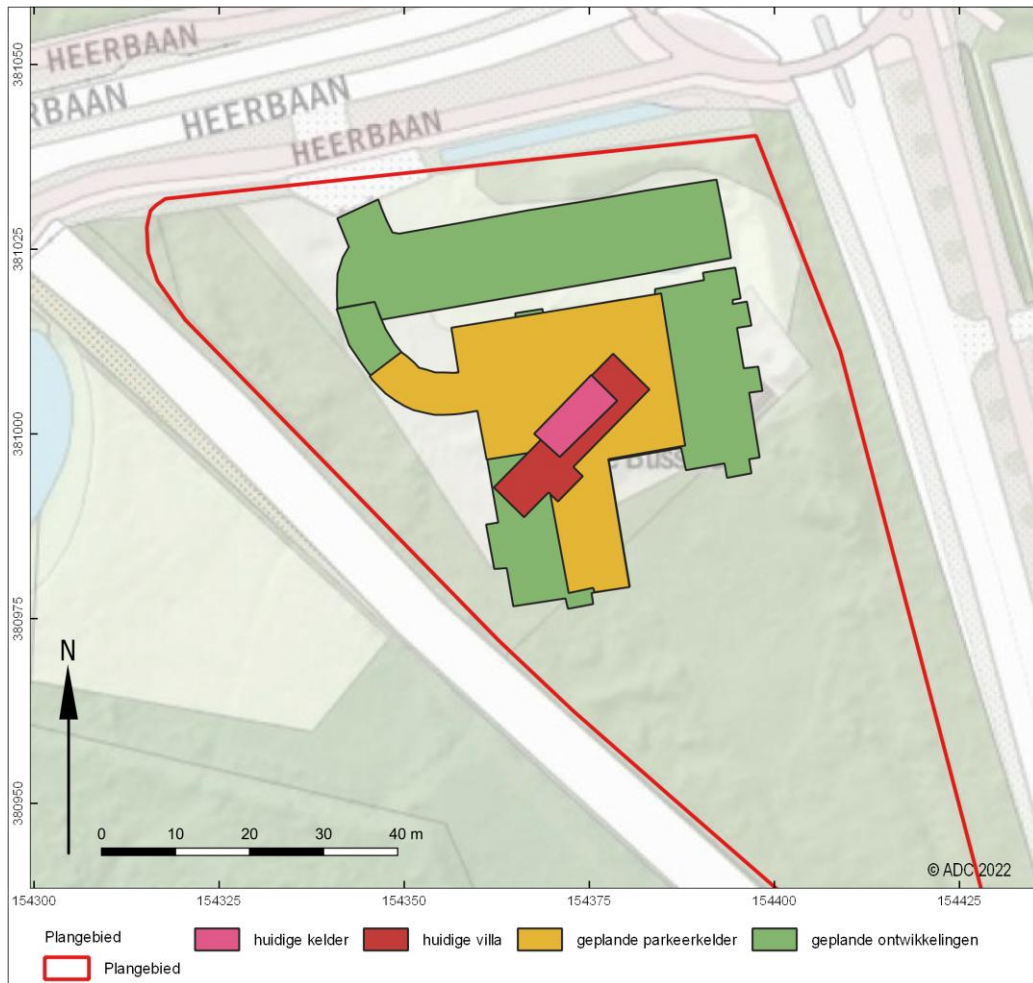 HEERBAAN
RBAAN
HEERBAAN
HEERBAAN
381050
381025
381000
380975
380950
Buss
N
0 10 20 30 40 m
© ADC 2022
154300 154325 154350 154375 154400 154425
Plangebied huidige kelder huidige villa geplande parkeerkelder geplande ontwikkelingen
Plangebied